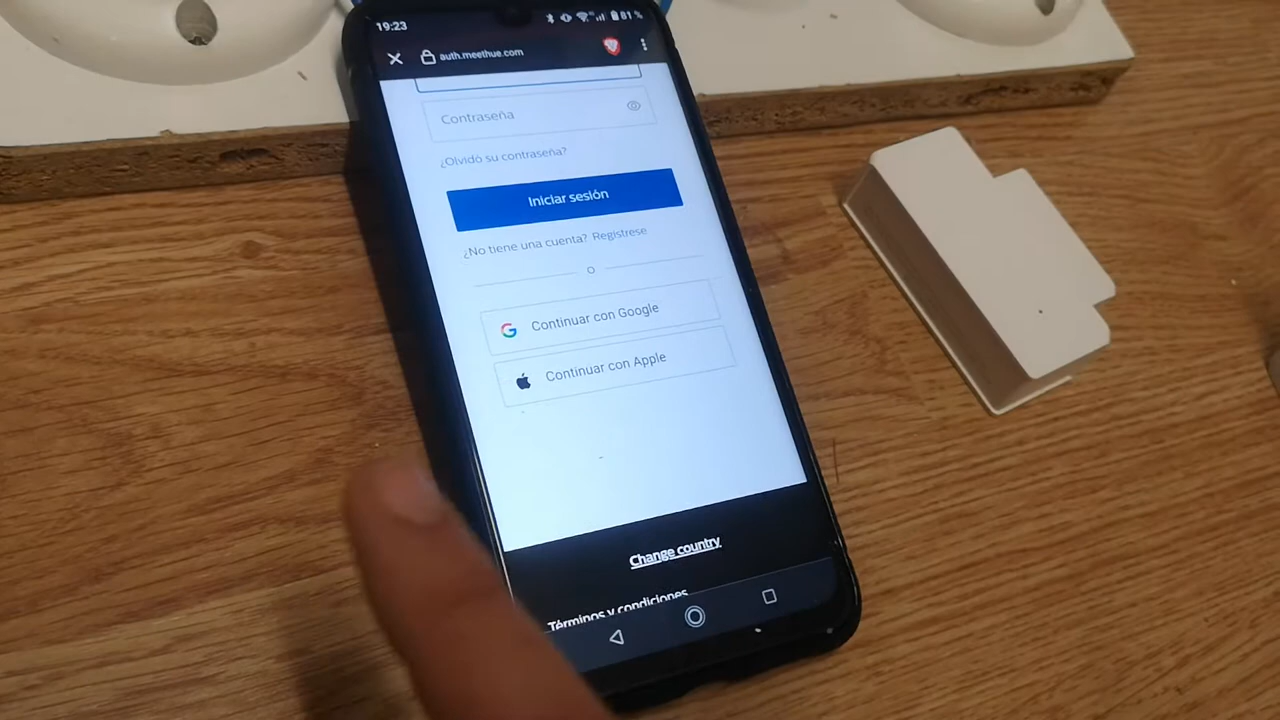 19:23
81%
auth.meethue.com
Contraseña
¿Olvidó su contraseña?
Iniciar sesión
¿No tiene una cuenta? Regístrese
o
Continuar con Google
Continuar con Apple
Change country
Términos y condiciones